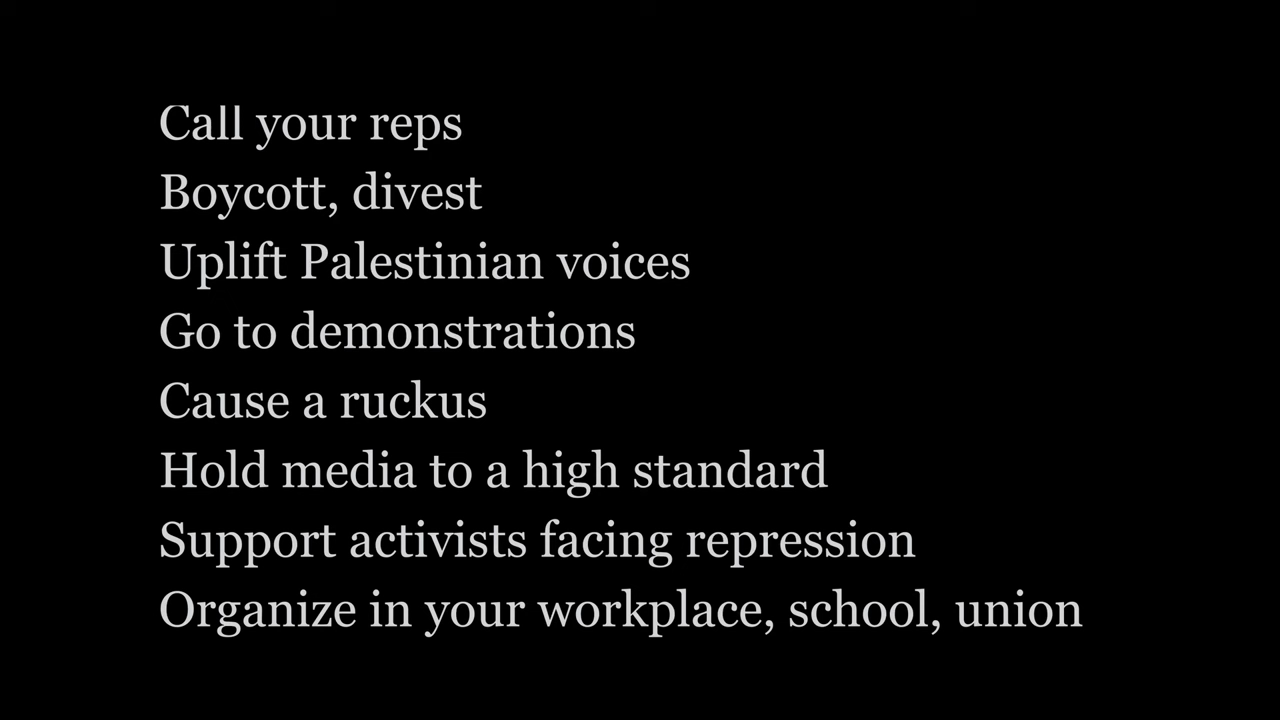 Call your reps
Boycott, divest
Uplift Palestinian voices
Go to demonstrations
Cause a ruckus
Hold media to a high standard
Support activists facing repression
Organize in your workplace, school, union